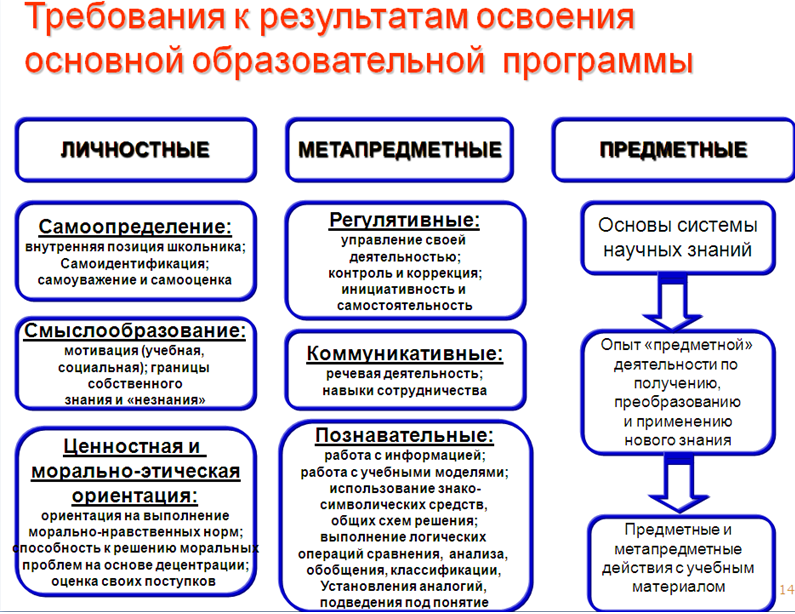 Требования к результатам освоения
основной образовательной программы
ЛИЧНОСТНЫЕ
Самоопределение:
внутренняя позиция школьника;
Самоидентификация;
самоуважение и самооценка
Смыслообразование:
мотивация (учебная,
социальная); границы
собственного
знания и «незнания»
Ценностная и
морально-этическая
ориентация:
ориентация на выполнение
морально-нравственных норм;
способность к решению моральных
проблем на основе децентрации;
оценка своих поступков
МЕТАПРЕДМЕТНЫЕ
Регулятивные:
управление своей
деятельностью;
контроль и коррекция;
инициативность и
самостоятельность
Коммуникативные:
речевая деятельность;
навыки сотрудничества
Познавательные:
работа с информацией;
работа с учебными моделями;
использование знако-
символических средств,
общих схем решения;
выполнение логических
операций сравнения, анализа,
обобщения, классификации,
Установления аналогий,
подведения под понятие
ПРЕДМЕТНЫЕ
Основы системы
научных знаний
Опыт «предметной»
деятельности по
получению,
преобразованию
и применению
нового знания
Предметные и
метапредметные
действия с учебным
материалом
14